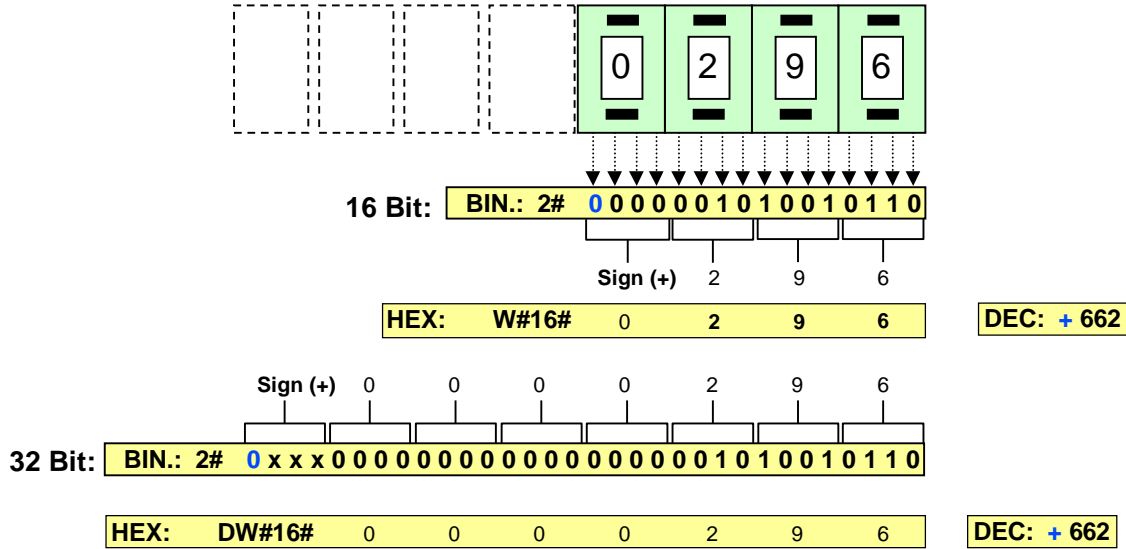 0 2 9 6
16 Bit: BIN.: 2# 0 0 0 0 0 0 1 0 1 0 0 1 0 1 1 0
Sign (+) 2 9 6
HEX: W#16# 0 2 9 6 DEC: + 662
Sign (+) 0 0 0 0 2 9 6
32 Bit: BIN.: 2# 0 x x x 0 0 0 0 0 0 0 0 0 0 0 0 0 0 0 0 0 0 1 0 1 0 0 1 0 1 1 0
HEX: DW#16# 0 0 0 0 2 9 6 DEC: + 662